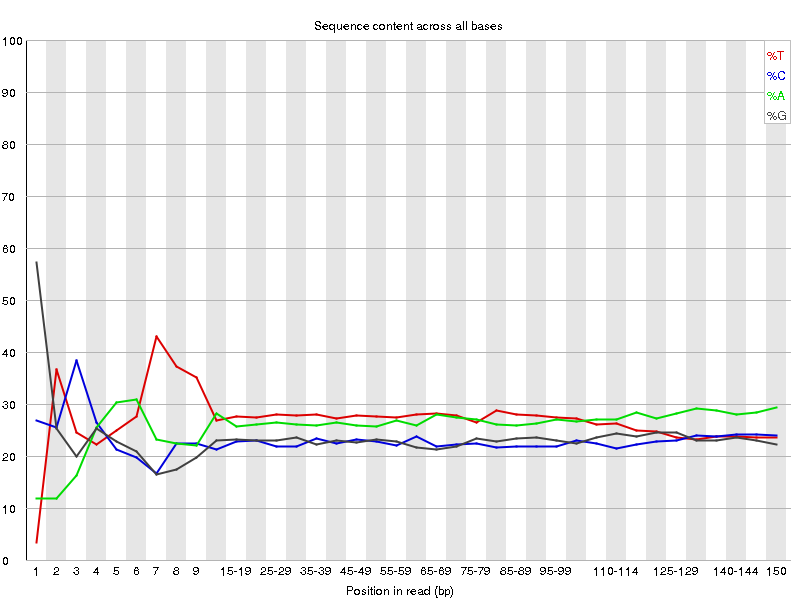 Sequence content across all bases
100
90
80
70
60
50
40
30
20
10
0
%T
%C
%A
%G
1 2 3 4 5 6 7 8 9 15-19 25-29 35-39 45-49 55-59 65-69 75-79 85-89 95-99 110-114 125-129 140-144 150
Position in read (bp)